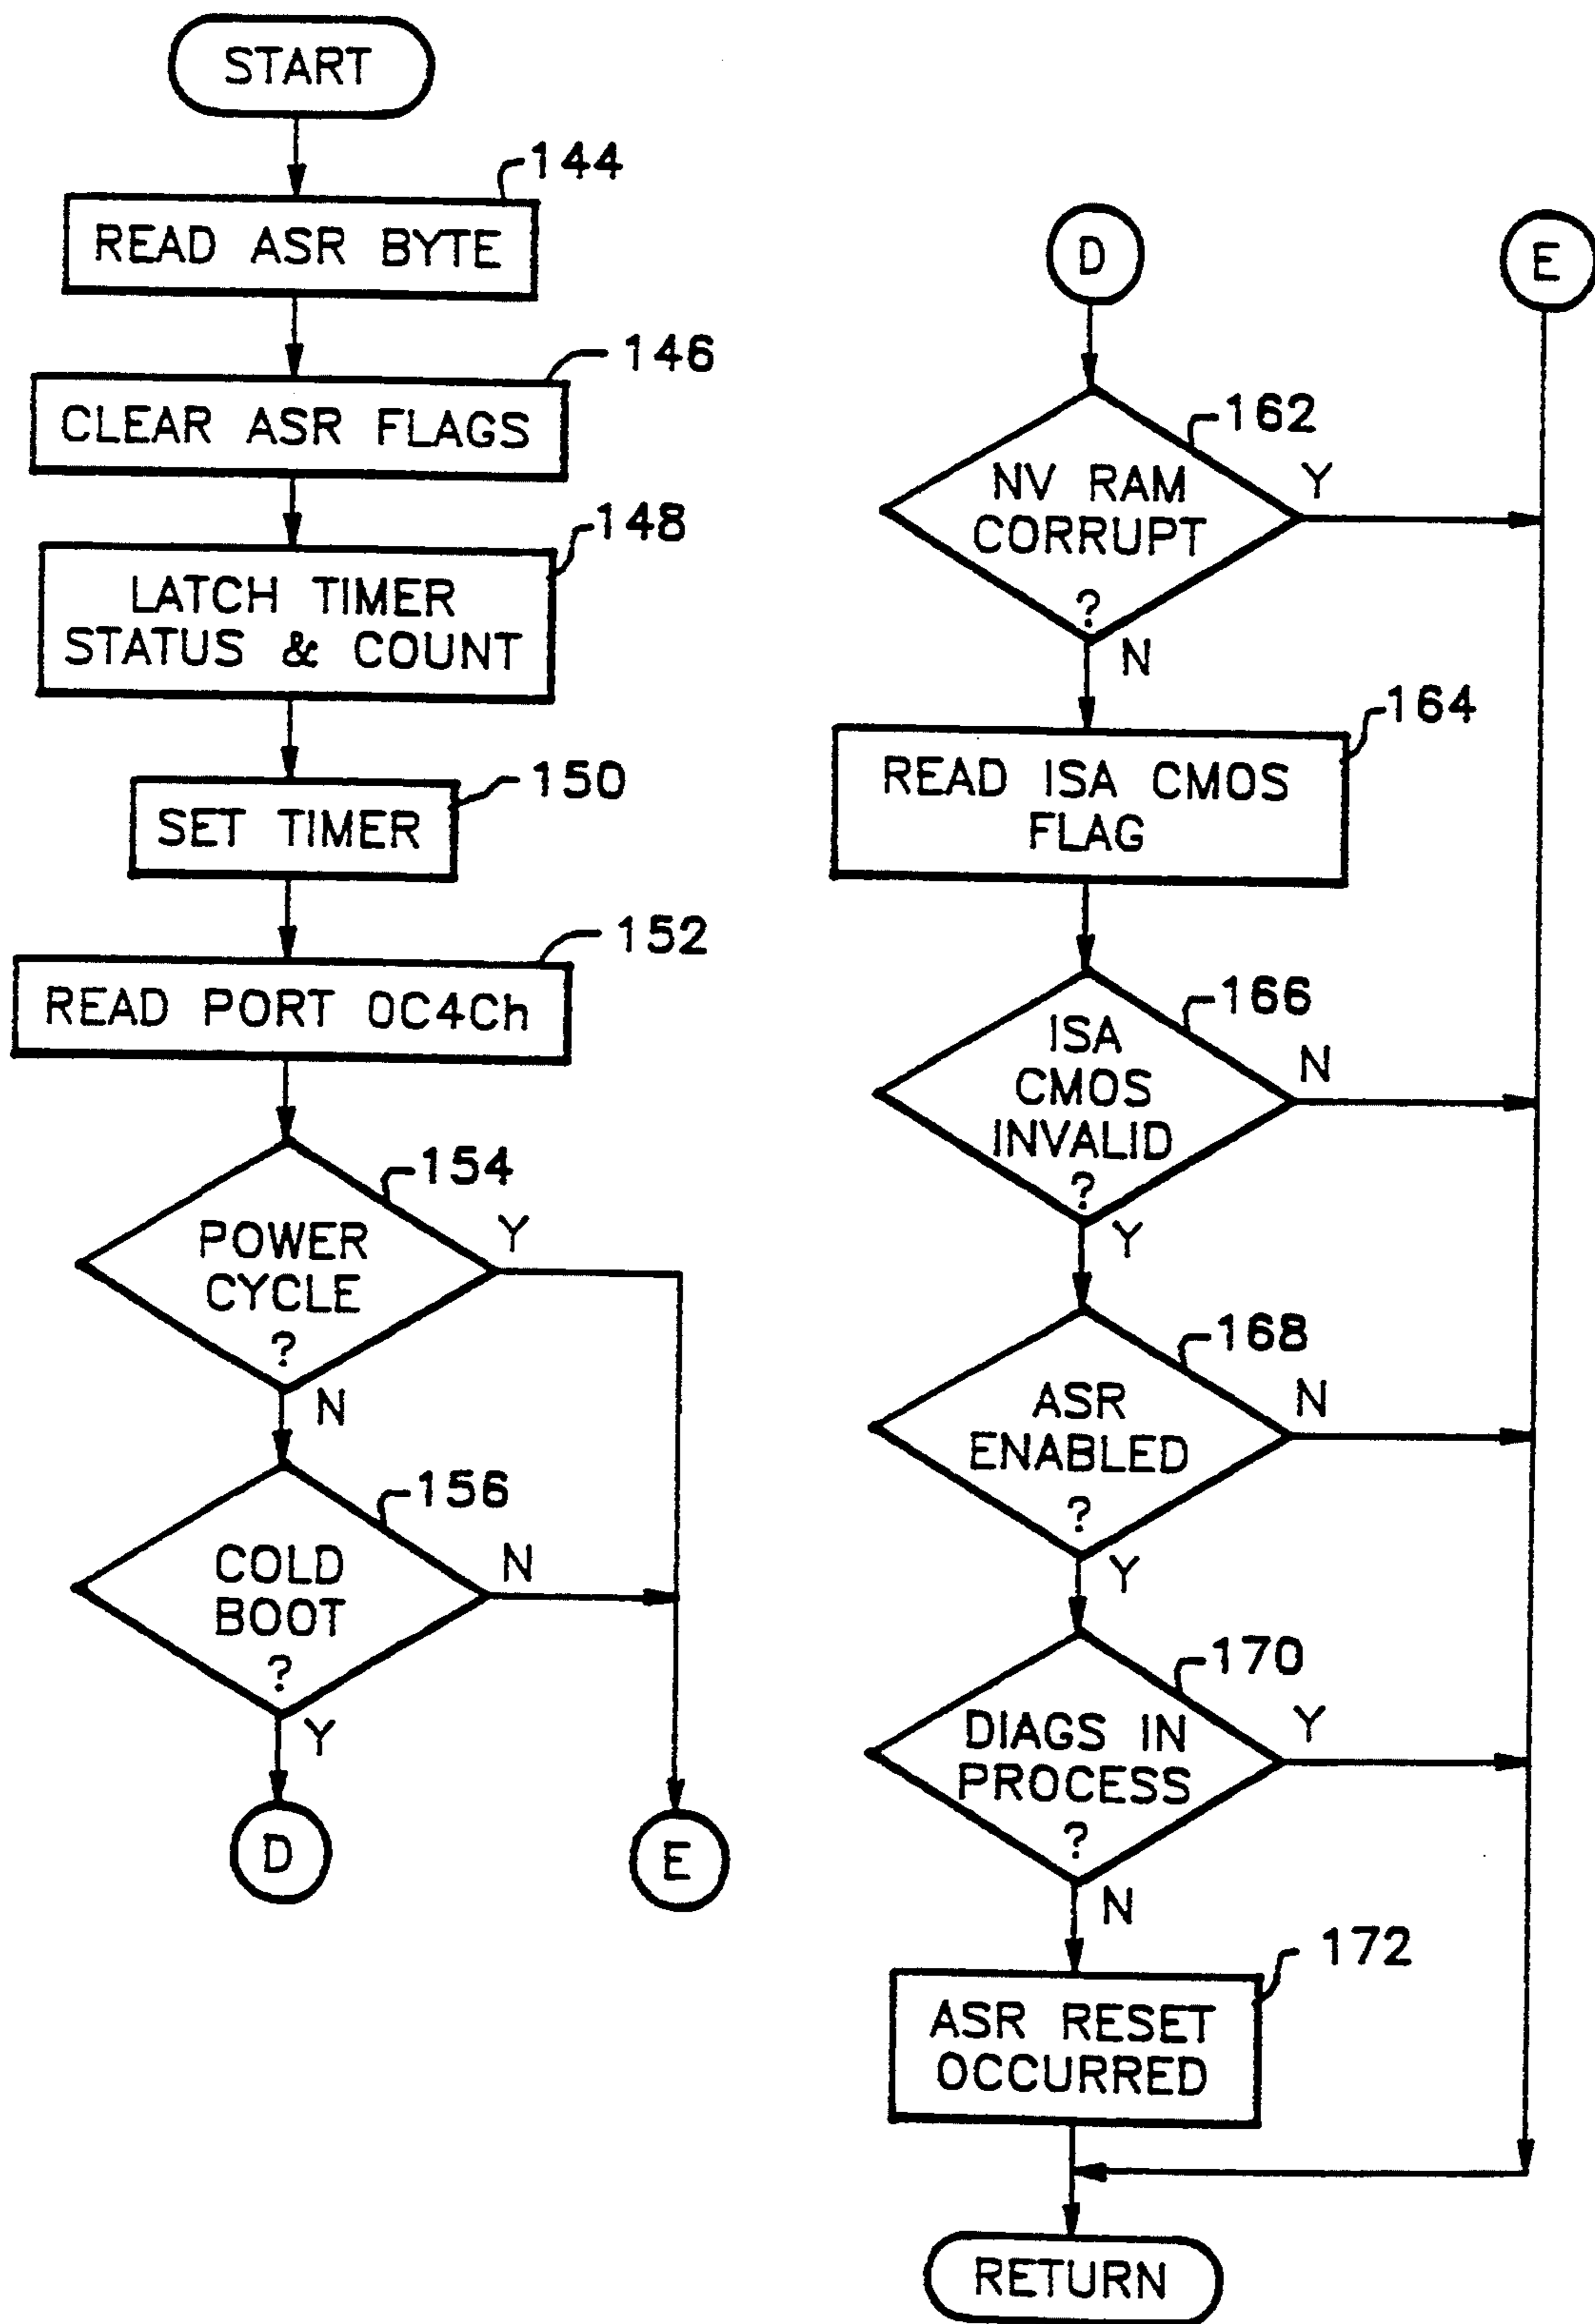 START
144
READ ASR BYTE
146
CLEAR ASR FLAGS
148
LATCH TIMER
STATUS & COUNT
150
SET TIMER
152
READ PORT 0C4Ch
154
POWER
CYCLE
?
Y
N
156
COLD
BOOT
?
N
Y
D
E
D
E
162
NV RAM
CORRUPT
?
Y
N
164
READ ISA CMOS
FLAG
166
ISA
CMOS
INVALID
?
N
Y
168
ASR
ENABLED
?
N
Y
170
DIAGS IN
PROCESS
?
Y
N
172
ASR RESET
OCCURRED
RETURN